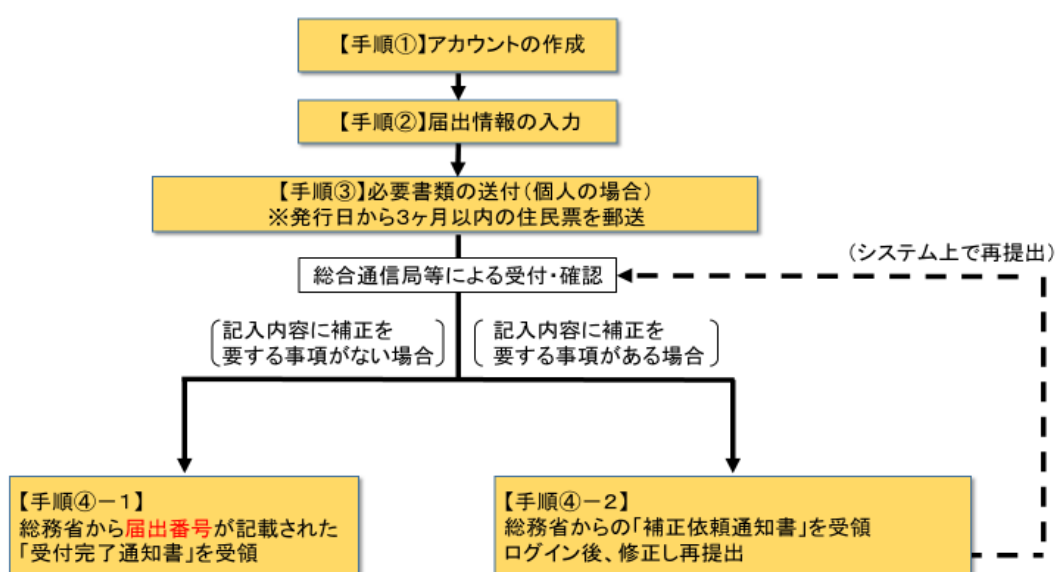 【手順①】アカウントの作成
【手順②】届出情報の入力
【手順③】必要書類の送付(個人の場合)
※発行日から3ヶ月以内の住民票を郵送
(システム上で再提出)
総合通信局等による受付・確認
記入内容に補正を
要する事項がない場合
記入内容に補正を
要する事項がある場合
【手順④-1】
総務省から届出番号が記載された
「受付完了通知書」を受領
【手順④-2】
総務省からの「補正依頼通知書」を受領
ログイン後、修正し再提出